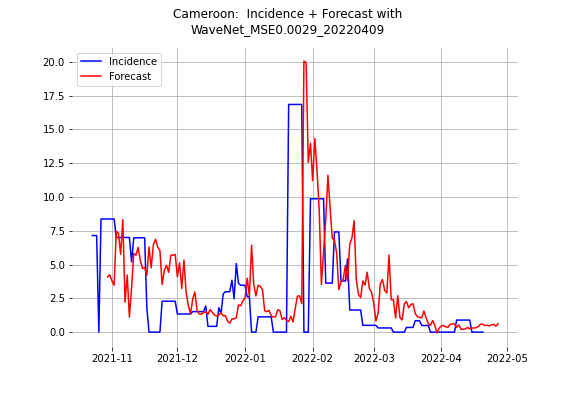 Cameroon:  Incidence + Forecast with
WaveNet_MSE0.0029_20220409
Incidence
Forecast
20.0
17.5
15.0
12.5
10.0
7.5
5.0
2.5
0.0
2021-11 2021-12 2022-01 2022-02 2022-03 2022-04 2022-05